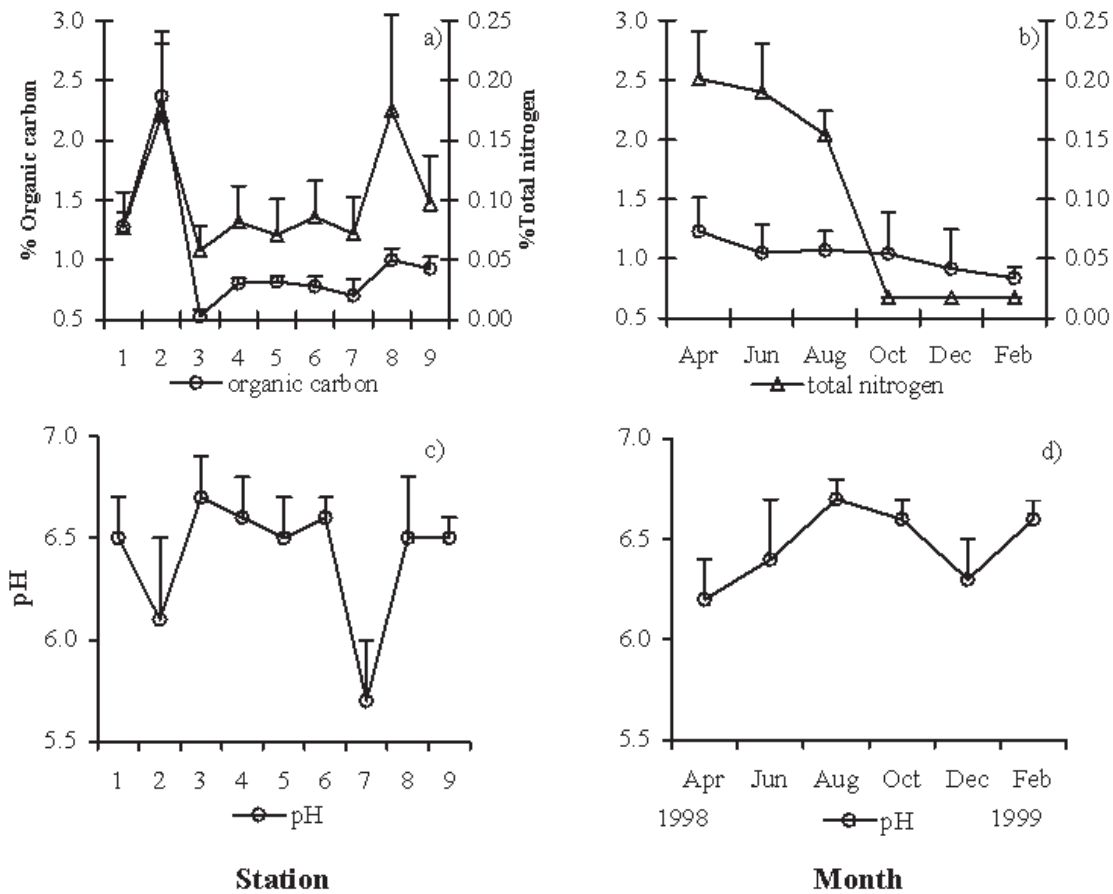 a)
% Organic carbon
3.0
2.5
2.0
1.5
1.0
0.5
0.25
0.20
0.15
0.10
0.05
0.00
%Total nitrogen
1 2 3 4 5 6 7 8 9
organic carbon
b)
3.0
2.5
2.0
1.5
1.0
0.5
0.25
0.20
0.15
0.10
0.05
0.00
Apr Jun Aug Oct Dec Feb
total nitrogen
c)
pH
7.0
6.5
6.0
5.5
1 2 3 4 5 6 7 8 9
pH
Station
d)
7.0
6.5
6.0
5.5
Apr Jun Aug Oct Dec Feb
1998 pH 1999
Month